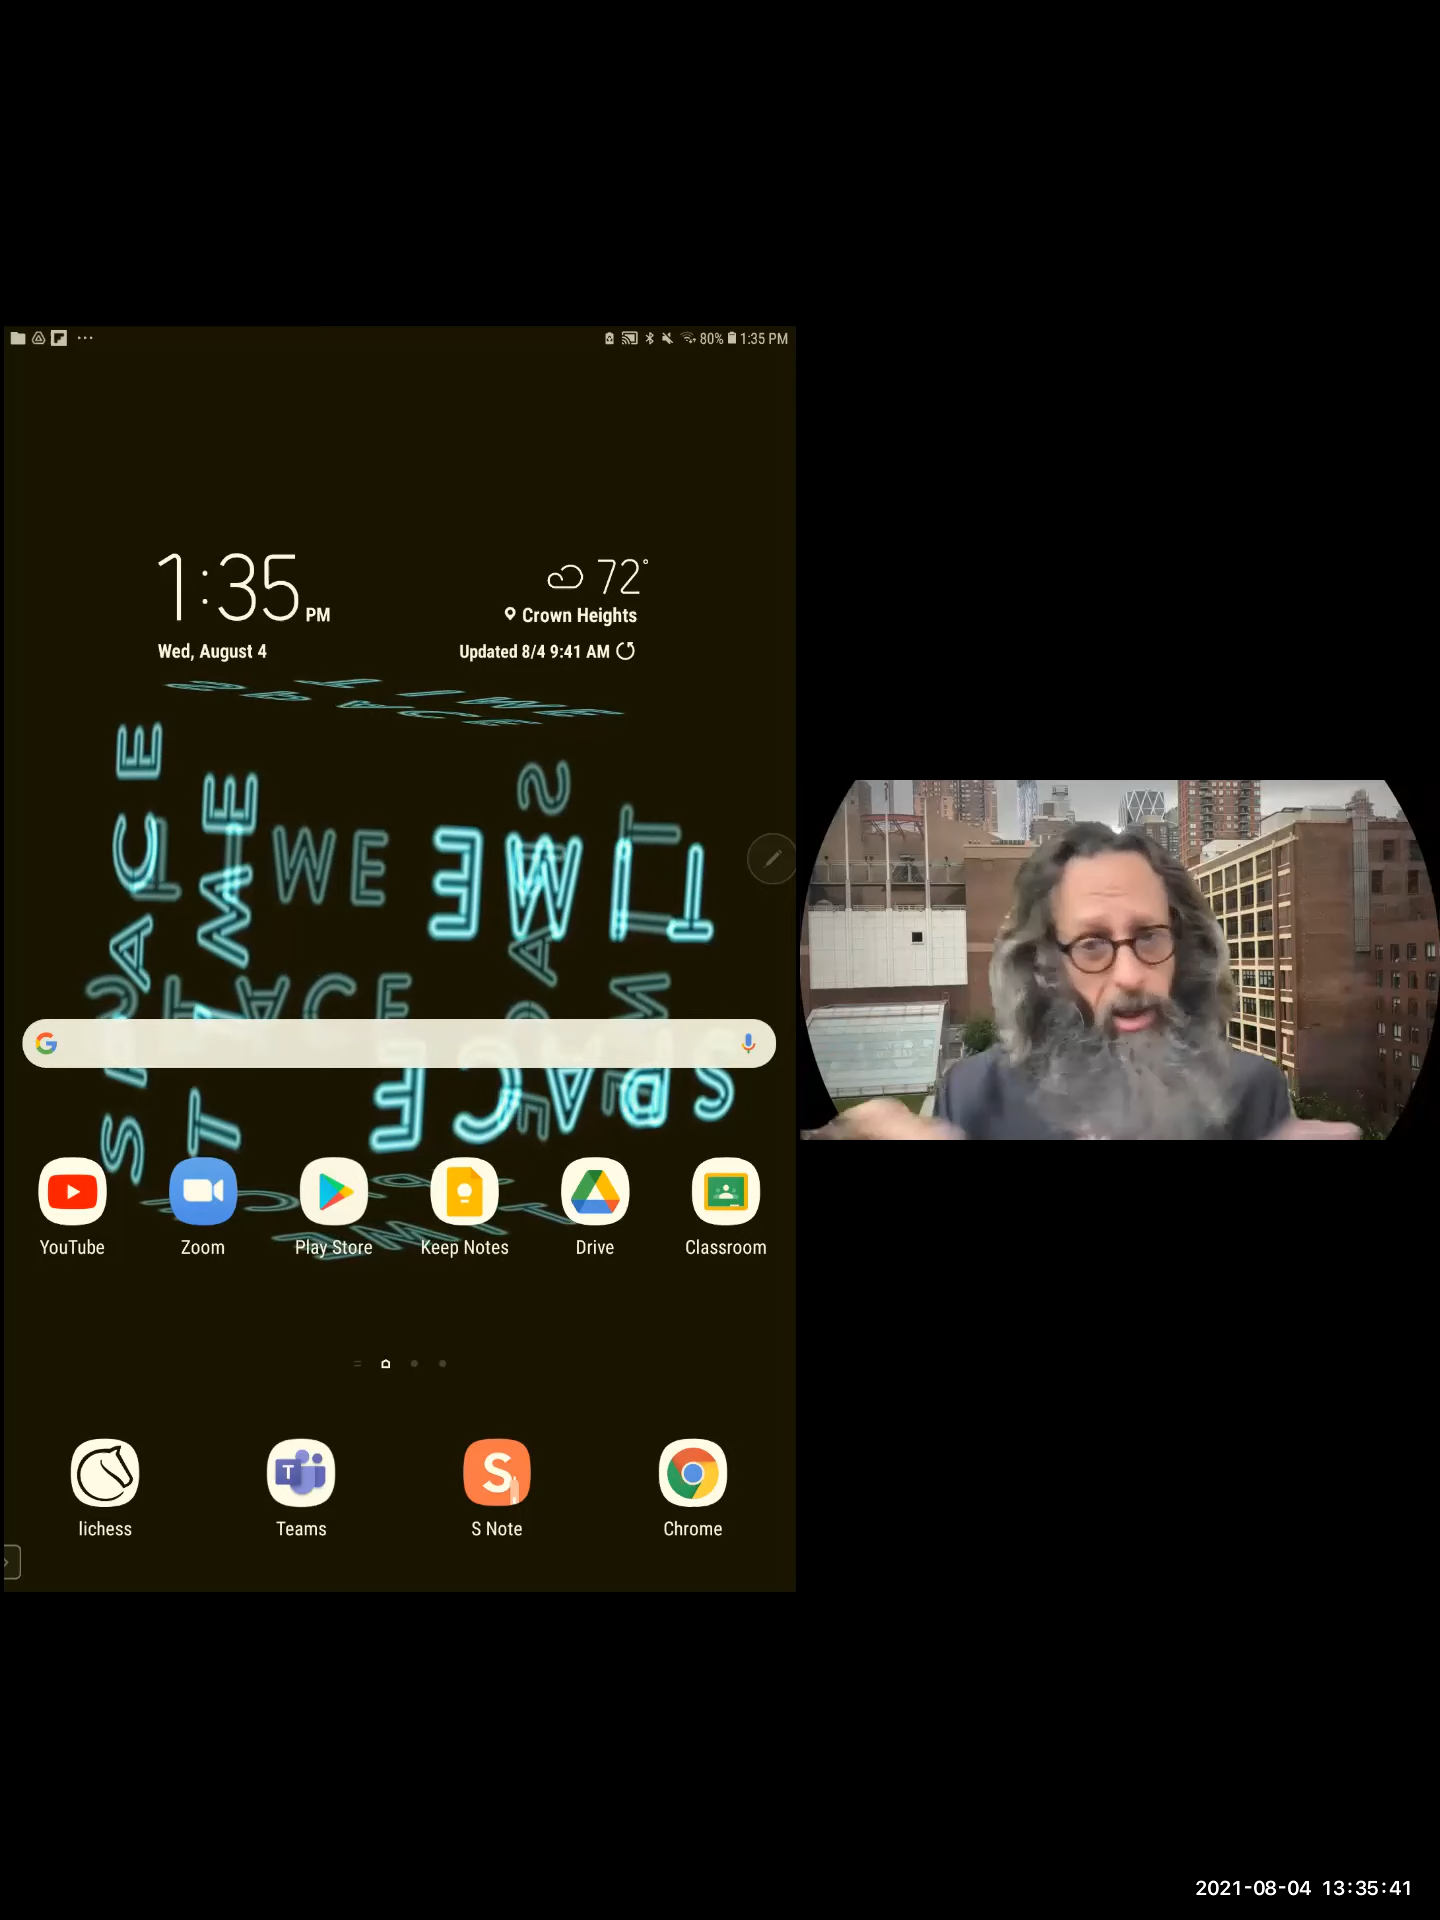 80% 1:35 PM
1:35 PM
72°
Crown Heights
Wed, August 4
Updated 8/4 9:41 AM
SPACE
TIME
WE
TIME
SPACE
YouTube
Zoom
Play Store
Keep Notes
Drive
Classroom
T
S
lichess
Teams
S Note
Chrome
2021-08-04 13:35:41